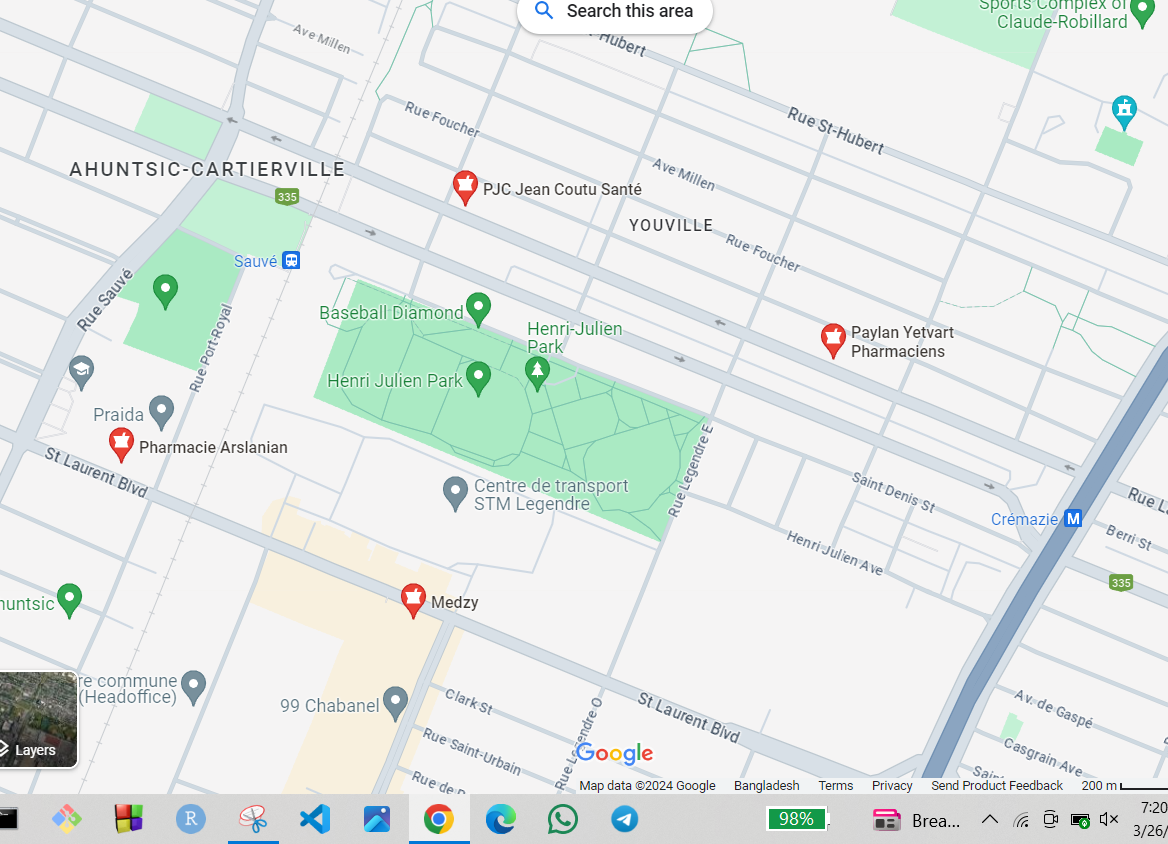 Search this area
Sports Complex of
Claude-Robillard
Ave Millen
Hubert
Rue Foucher
Rue St-Hubert
AHUNTSIC-CARTIERVILLE
335
PJC Jean Coutu Santé
Ave Millen
YOUVILLE
Rue Foucher
Sauvé
Rue Sauvé
Rue Port-Royal
Baseball Diamond
Henri-Julien
Park
Paylan Yetvart
Pharmaciens
Henri Julien Park
Praida
Pharmacie Arslanian
St Laurent Blvd
Rue Legendre E
Centre de transport
STM Legendre
Saint Denis St
Crémazie
M
Rue L
Berri St
Henri Julien Ave
335
huntsic
Medzy
re commune
(Headoffice)
99 Chabanel
Clark St
St Laurent Blvd
Av. de Gaspé
Rue Saint-Urbain
Rue Legendre O
Casgrain Ave
Layers
Google
Rue de
Map data ©2024 Google
Bangladesh
Terms
Privacy
Send Product Feedback
200 m
R
98%
Brea...
7:20
3/26/